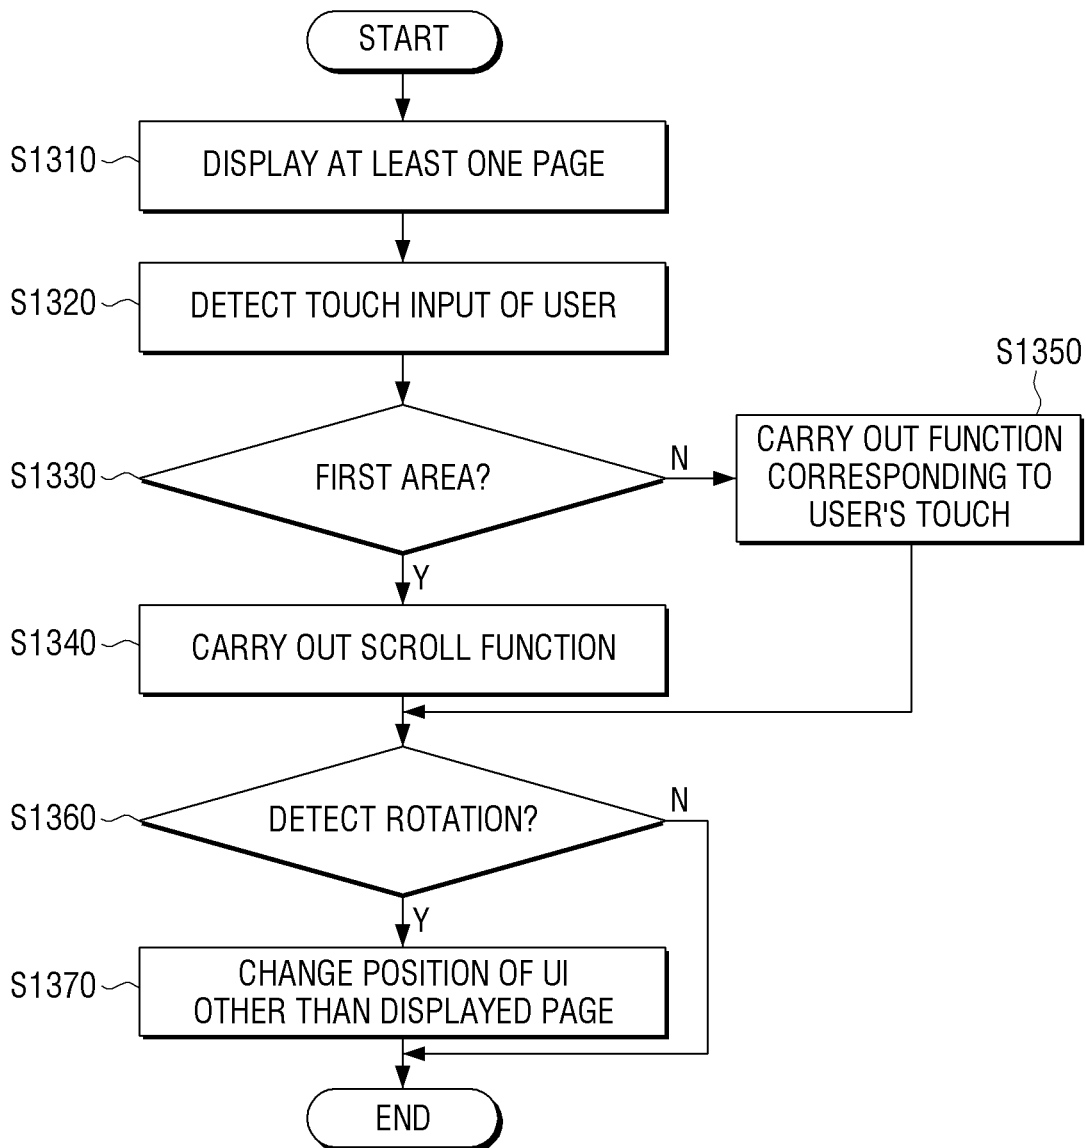 START
S1310
DISPLAY AT LEAST ONE PAGE
S1320
DETECT TOUCH INPUT OF USER
S1350
S1330
FIRST AREA?
N
CARRY OUT FUNCTION
CORRESPONDING TO
USER'S TOUCH
Y
S1340
CARRY OUT SCROLL FUNCTION
S1360
DETECT ROTATION?
N
Y
S1370
CHANGE POSITION OF UI
OTHER THAN DISPLAYED PAGE
END